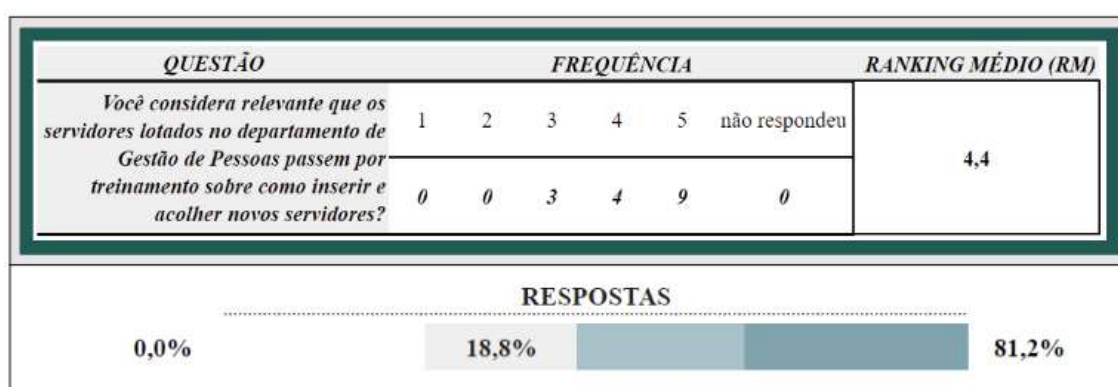 QUESTÃO FREQUÊNCIA RANKING MÉDIO (RM)
Você considera relevante que os
servidores lotados no departamento de
Gestão de Pessoas passem por
treinamento sobre como inserir e
acolher novos servidores?
1 2 3 4 5 não respondeu
0 0 3 4 9 0
4,4
RESPOSTAS
0,0% 18,8% 81,2%